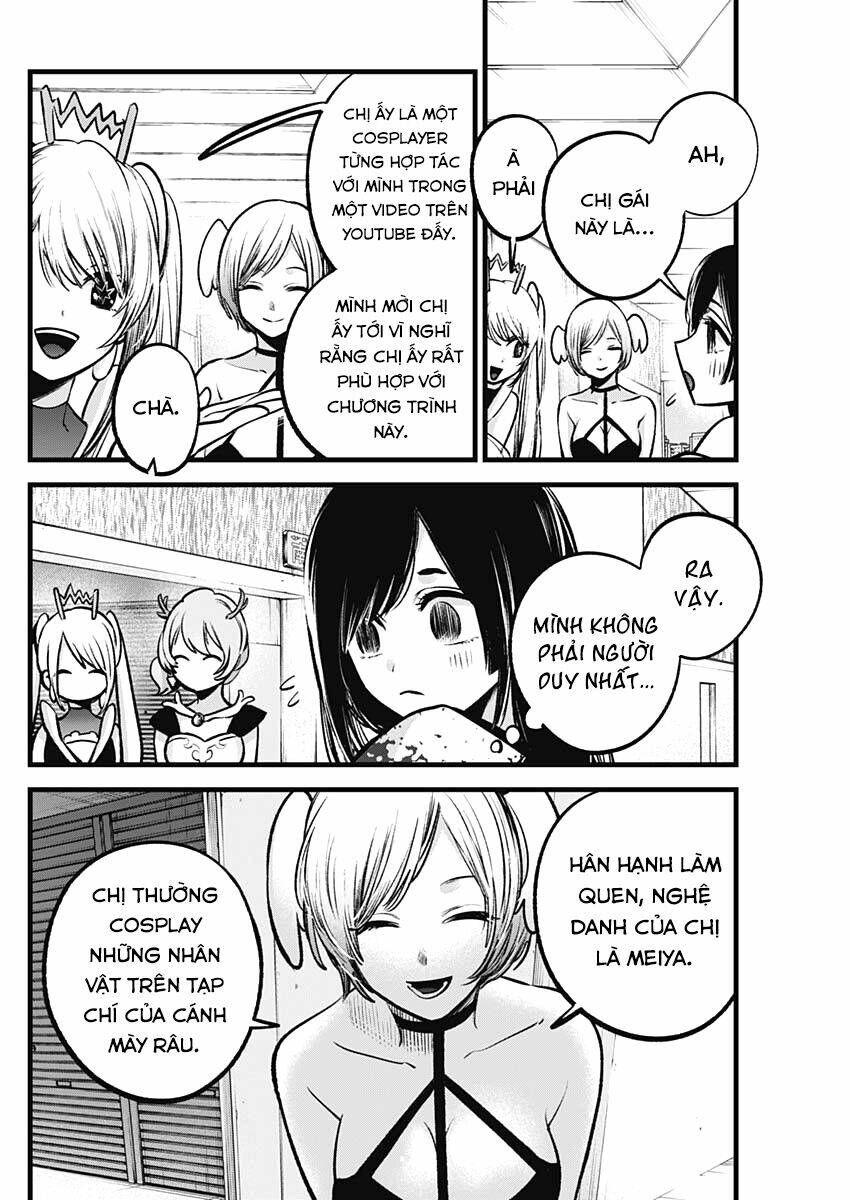 AH,
CHỊ GÁI
NÀY LÀ...
À
PHẢI
CHỊ ẤY LÀ MỘT
COSPLAYER
TỪNG HỢP TÁC
VỚI MÌNH TRONG
MỘT VIDEO TRÊN
YOUTUBE ĐẤY.
MÌNH MỜI CHỊ
ẤY TỚI VÌ NGHĨ
RẰNG CHỊ ẤY RẤT
PHÙ HỢP VỚI
CHƯƠNG TRÌNH
NÀY.
CHÀ.
RA
VẬY.
MÌNH KHÔNG
PHẢI NGƯỜI
DUY NHẤT...
HÂN HẠNH LÀM
QUEN, NGHỆ
DANH CỦA CHỊ
LÀ MEIYA.
CHỊ THƯỜNG
COSPLAY
NHỮNG NHÂN
VẬT TRÊN TẠP
CHÍ CỦA CÁNH
MÀY RÂU.